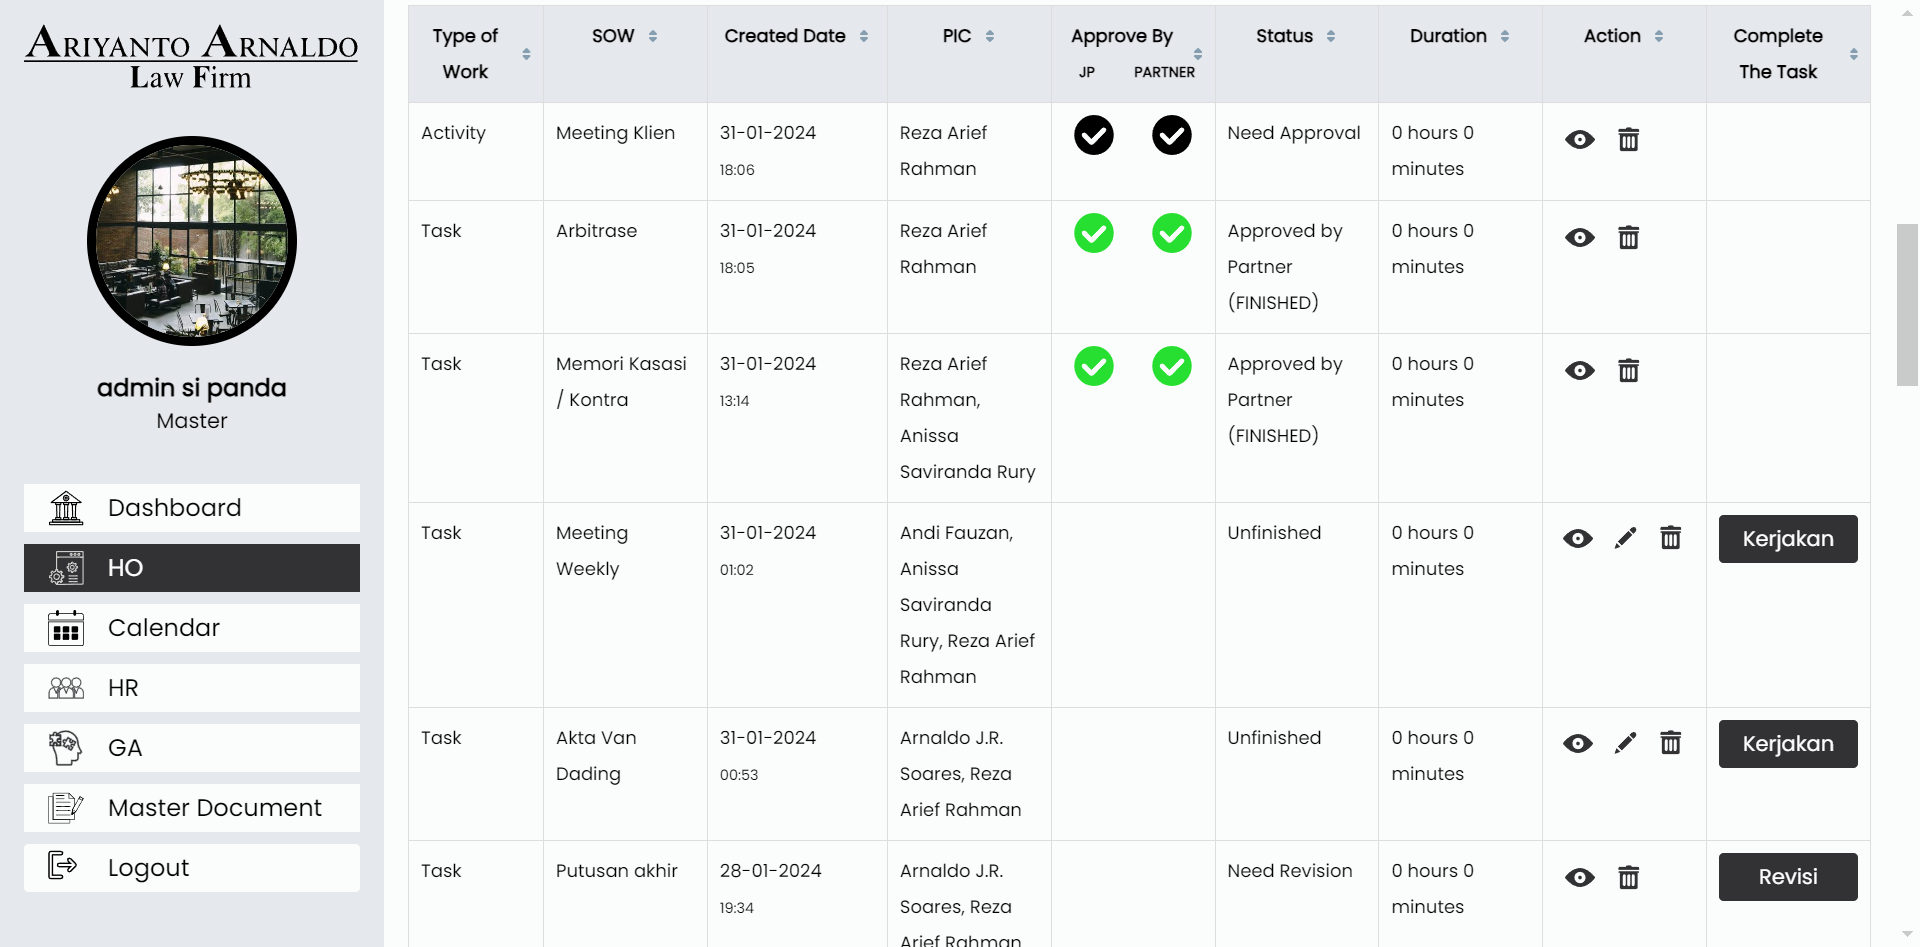 ARIYANTO ARNALDO
Law Firm
admin si panda
Master
Dashboard
HO
Calendar
HR
GA
Master Document
Logout
Type of Work SOW Created Date PIC Approve By JP PARTNER Status Duration Action Complete The Task
Activity Meeting Klien 31-01-2024 Reza Arief Need Approval 0 hours 0
18:06 Rahman minutes
Task Arbitrase 31-01-2024 Reza Arief Approved by 0 hours 0
18:05 Rahman Partner minutes
(FINISHED)
Task Memori Kasasi 31-01-2024 Reza Arief Approved by 0 hours 0
/ Kontra 13:14 Rahman, Partner minutes
Anissa (FINISHED)
Saviranda Rury
Task Meeting 31-01-2024 Andi Fauzan, Unfinished 0 hours 0 Kerjakan
Weekly 01:02 Anissa minutes
Saviranda
Rury, Reza Arief
Rahman
Task Akta Van 31-01-2024 Arnaldo J.R. Unfinished 0 hours 0 Kerjakan
Dading 00:53 Soares, Reza minutes
Arief Rahman
Task Putusan akhir 28-01-2024 Arnaldo J.R. Need Revision 0 hours 0 Revisi
19:34 Soares, Reza minutes
Arief Rahman